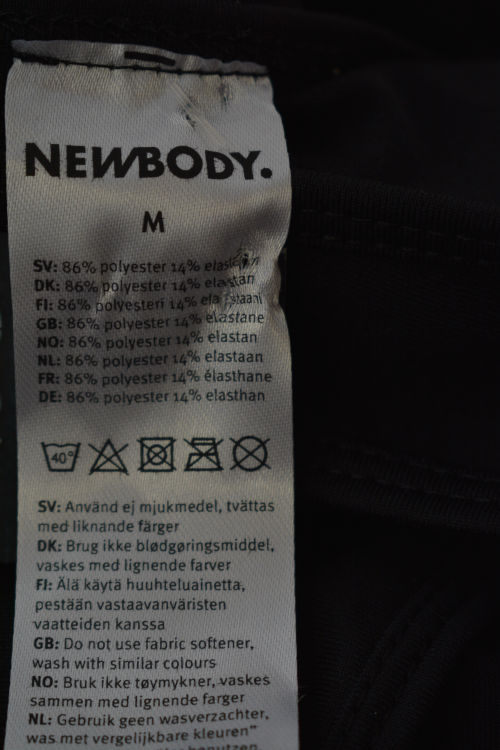 NEWBODY.
M
SV: 86% polyester 14% elastan
DK: 86% polyester 14% elastan
FI: 86% polyesteri 14% elastaani
GB: 86% polyester 14% elastane
NO: 86% polyester 14% elastan
NL: 86% polyester 14% elastaan
FR: 86% polyester 14% élasthane
DE: 86% polyester 14% elasthan
40°
SV: Använd ej mjukmedel, tvättas
med liknande färger
DK: Brug ikke blødgøringsmiddel,
vaskes med lignende farver
FI: Älä käytä huuhteluainetta,
pestään vastaavanväristen
vaatteiden kanssa
GB: Do not use fabric softener,
wash with similar colours
NO: Bruk ikke tøymykner, vaskes
sammen med lignende farger
NL: Gebruik geen wasverzachter,
was met vergelijkbare kleuren"